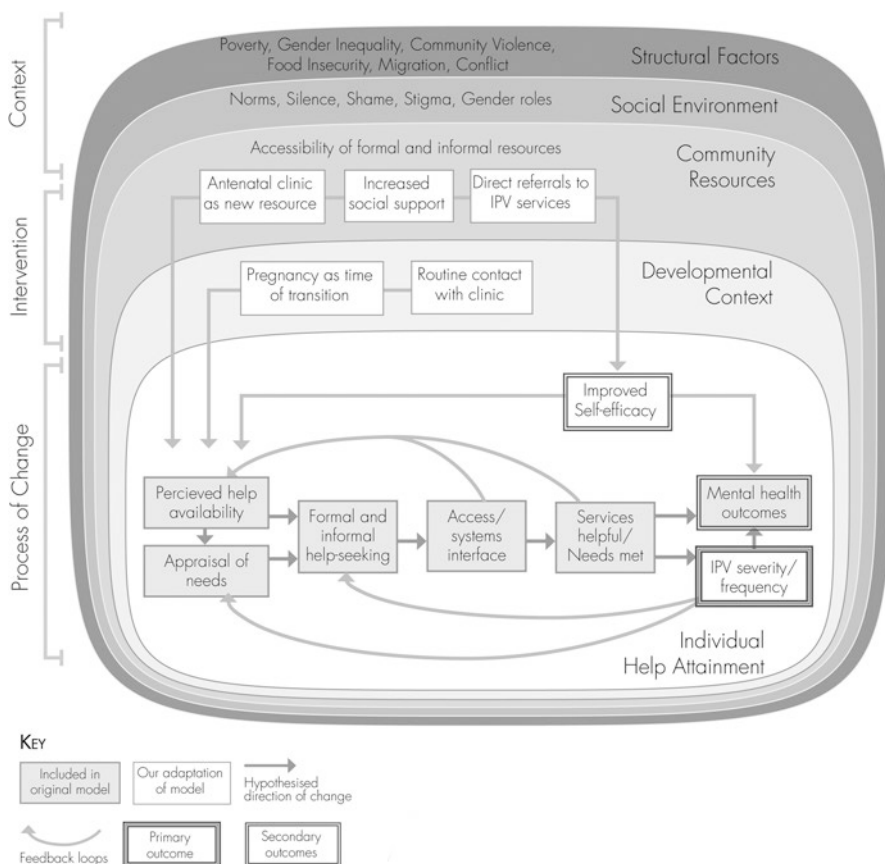 Context
Intervention
Process of Change
Poverty, Gender Inequality, Community Violence,
Food Insecurity, Migration, Conflict
Structural Factors
Norms, Silence, Shame, Stigma, Gender roles
Social Environment
Accessibility of formal and informal resources
Community
Resources
Antenatal clinic
as new resource
Increased
social support
Direct referrals to
IPV services
Developmental
Context
Pregnancy as time
of transition
Routine contact
with clinic
Improved
Self-efficacy
Percieved help
availability
Appraisal of
needs
Formal and
informal
help-seeking
Access/
systems
interface
Services
helpful/
Needs met
Mental health
outcomes
IPV severity/
frequency
Individual
Help Attainment
KEY
Included in
original model
Our adaptation
of model
Hypothesised
direction of change
Feedback loops
Primary
outcome
Secondary
outcomes